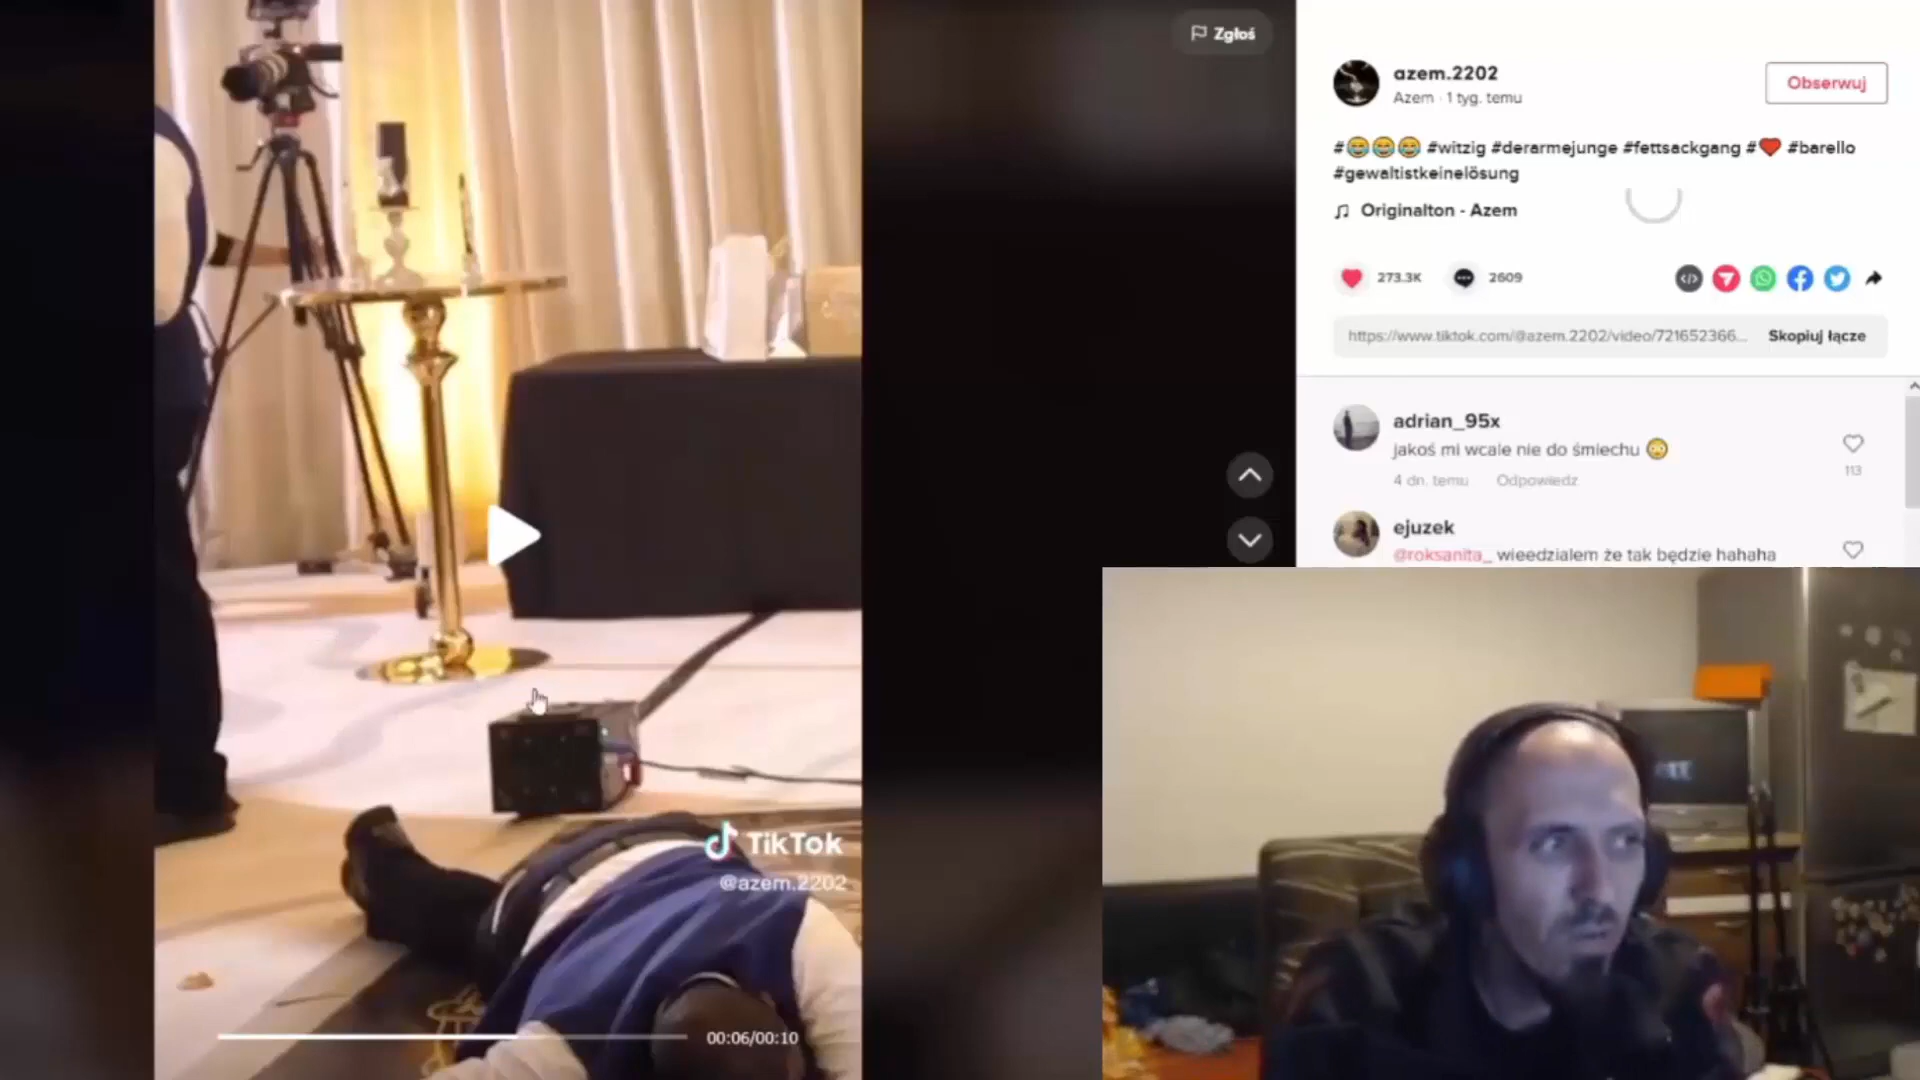 Zgłoś
azem.2202
Azem · 1 tyg. temu
Obserwuj
#😂😂😂 #witzig #derarmejunge #fettsackgang #❤️ #barello
#gewaltistkeinelösung
Originalton - Azem
273.3K
2609
https://www.tiktok.com/@azem.2202/video/721652366...
Skopiuj łącze
adrian_95x
jakoś mi wcale nie do śmiechu 😳
113
4 dn. temu
Odpowiedz
ejuzek
@roksanita_ wieedzialem że tak będzie hahaha
TikTok
@azem.2202
00:06/00:10